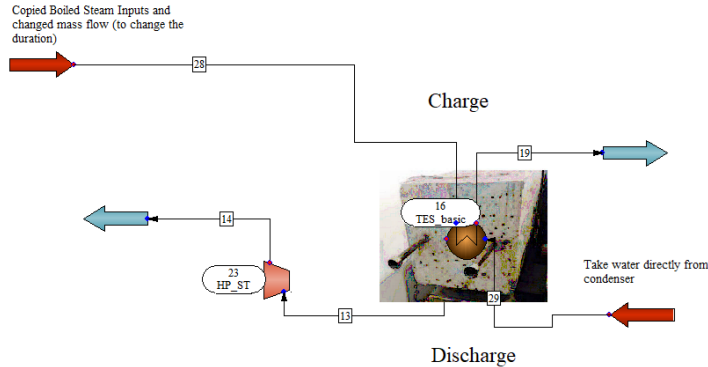 Copied Boiled Steam Inputs and
changed mass flow (to change the
duration)
28
Charge
19
16
TES_basic
14
23
HP_ST
Take water directly from
condenser
29
13
Discharge